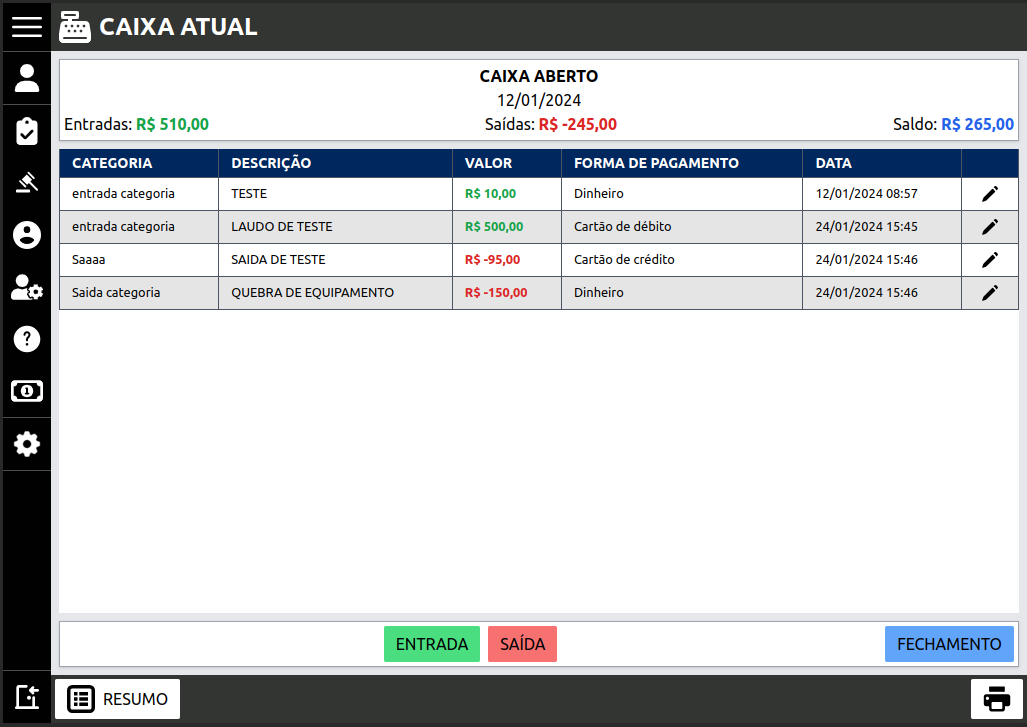 CAIXA ATUAL
CAIXA ABERTO
12/01/2024
Entradas: R$ 510,00 Saídas: R$ -245,00 Saldo: R$ 265,00
CATEGORIA DESCRIÇÃO VALOR FORMA DE PAGAMENTO DATA
entrada categoria TESTE R$ 10,00 Dinheiro 12/01/2024 08:57
entrada categoria LAUDO DE TESTE R$ 500,00 Cartão de débito 24/01/2024 15:45
Saaaa SAIDA DE TESTE R$ -95,00 Cartão de crédito 24/01/2024 15:46
Saida categoria QUEBRA DE EQUIPAMENTO R$ -150,00 Dinheiro 24/01/2024 15:46
ENTRADA SAÍDA FECHAMENTO
RESUMO